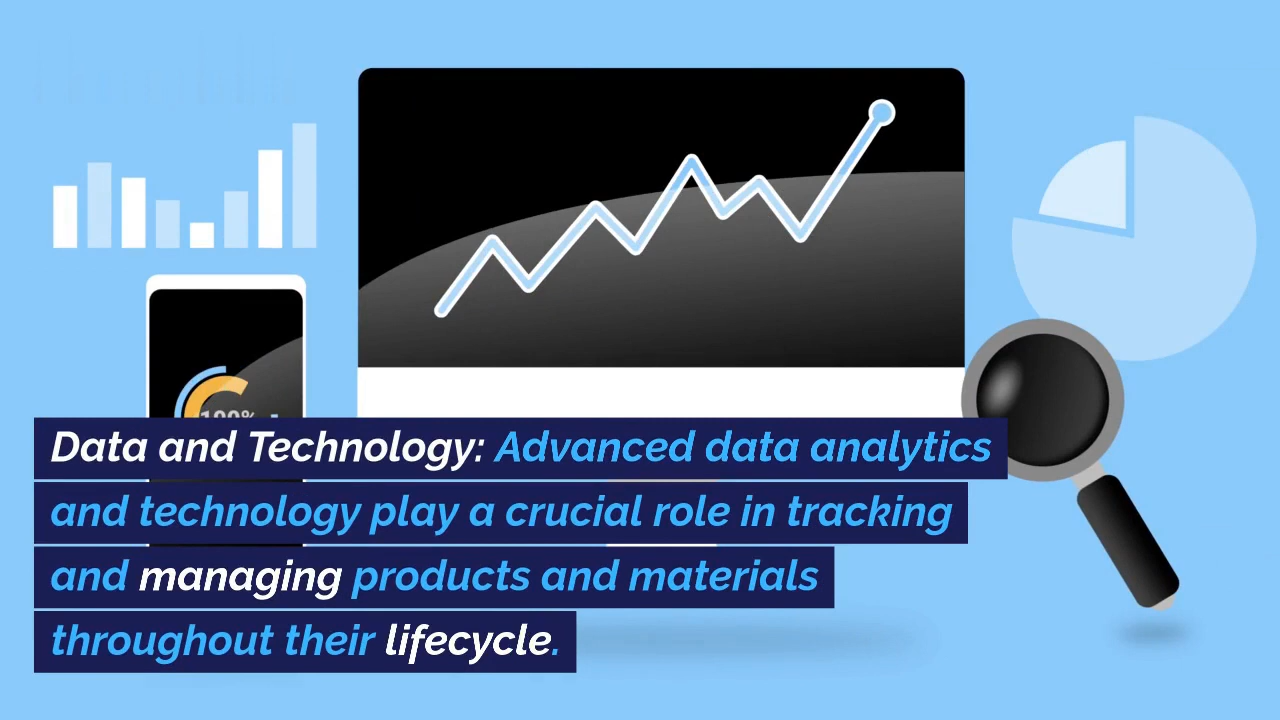 100%
Data and Technology: Advanced data analytics
and technology play a crucial role in tracking
and managing products and materials
throughout their lifecycle.